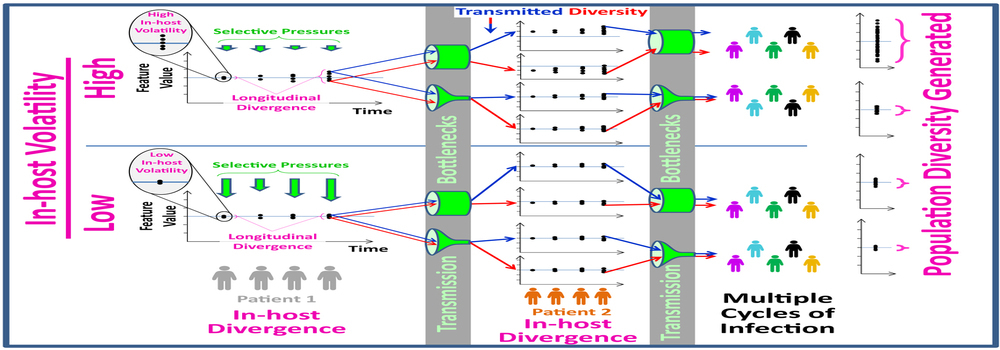 In-host Volatility
High
Low
High
In-host
Volatility
Feature
Value
Selective Pressures
Longitudinal
Divergence
Time
Transmitted Diversity
Low
In-host
Volatility
Feature
Value
Selective Pressures
Longitudinal
Divergence
Time
Patient 1
In-host
Divergence
Transmission Bottlenecks
Patient 2
In-host
Divergence
Transmission Bottlenecks
Multiple
Cycles of
Infection
Population Diversity Generated